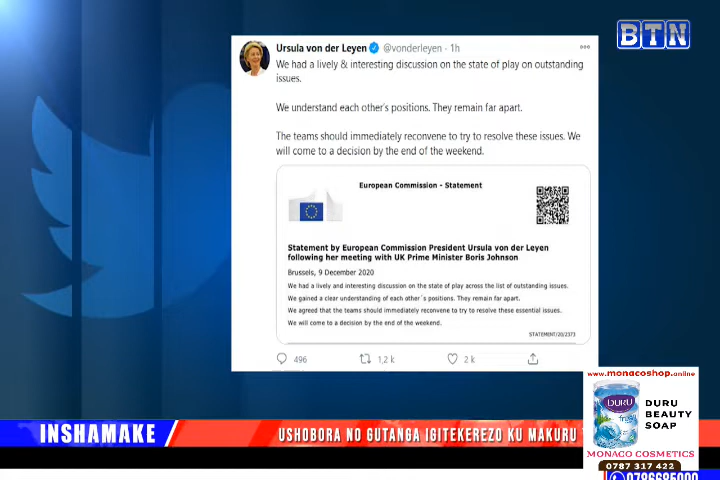 BTN
Ursula von der Leyen @vonderleyen · 1h
We had a lively & interesting discussion on the state of play on outstanding
issues.
We understand each other's positions. They remain far apart.
The teams should immediately reconvene to try to resolve these issues. We
will come to a decision by the end of the weekend.
European Commission - Statement
Statement by European Commission President Ursula von der Leyen
following her meeting with UK Prime Minister Boris Johnson
Brussels, 9 December 2020
We had a lively and interesting discussion on the state of play across the list of outstanding issues.
We gained a clear understanding of each other´s positions. They remain far apart.
We agreed that the teams should immediately reconvene to try to resolve these essential issues.
We will come to a decision by the end of the weekend.
STATEMENT/20/2373
496 1,2 k 2 k
www.monacoshop.online
DURU
DURU
BEAUTY
SOAP
MONACO COSMETICS
0787 317 422
INSHAMAKE
USHOBORA NO GUTANGA IGITEKEREZO KU MAKURU